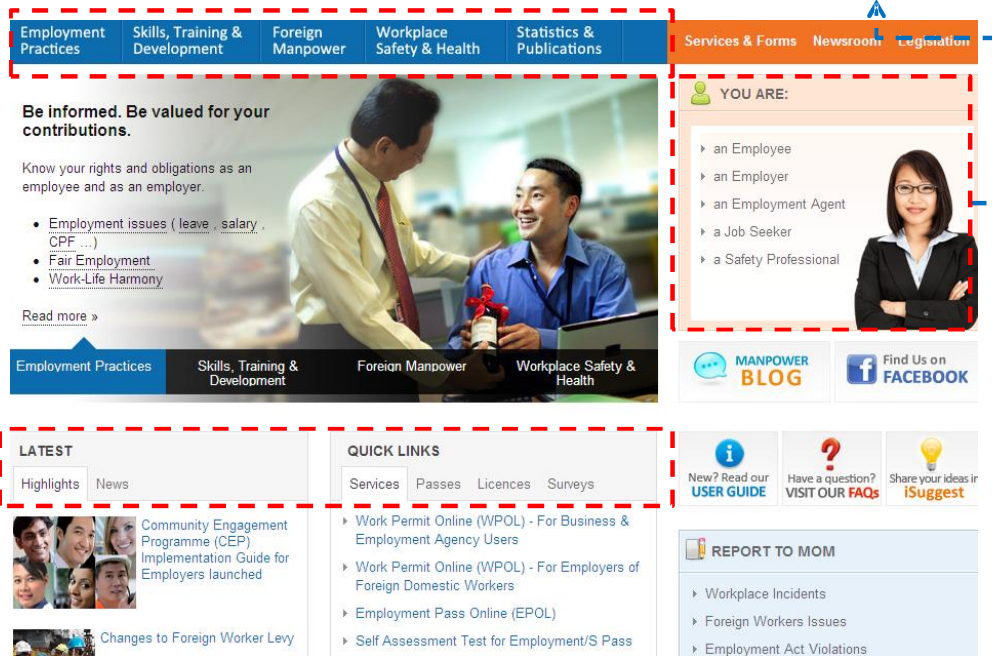 Employment
Practices
Skills, Training &
Development
Foreign
Manpower
Workplace
Safety & Health
Statistics &
Publications
Services & Forms
Newsroom
Legislation
Be informed. Be valued for your
contributions.
Know your rights and obligations as an
employee and as an employer.
Employment issues ( leave , salary ,
CPF ...)
Fair Employment
Work-Life Harmony
Read more »
Employment Practices
Skills, Training &
Development
Foreign Manpower
Workplace Safety &
Health
YOU ARE:
an Employee
an Employer
an Employment Agent
a Job Seeker
a Safety Professional
MANPOWER
BLOG
Find Us on
FACEBOOK
LATEST
Highlights News
Community Engagement
Programme (CEP)
Implementation Guide for
Employers launched
Changes to Foreign Worker Levy
QUICK LINKS
Services Passes Licences Surveys
Work Permit Online (WPOL) - For Business &
Employment Agency Users
Work Permit Online (WPOL) - For Employers of
Foreign Domestic Workers
Employment Pass Online (EPOL)
Self Assessment Test for Employment/S Pass
New? Read our
USER GUIDE
Have a question?
VISIT OUR FAQs
Share your ideas in
iSuggest
REPORT TO MOM
Workplace Incidents
Foreign Workers Issues
Employment Act Violations